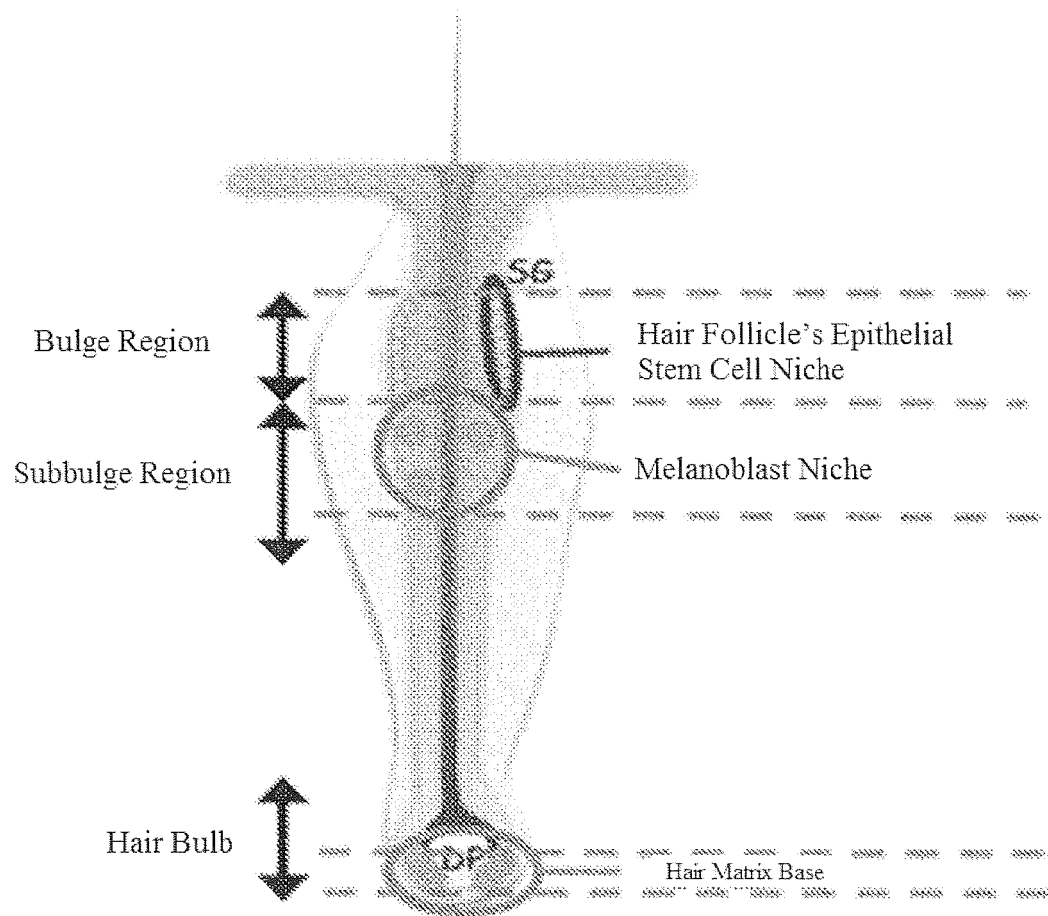 SG
Bulge Region
Hair Follicle's Epithelial
Stem Cell Niche
Subbulge Region
Melanoblast Niche
Hair Bulb
DP
Hair Matrix Base